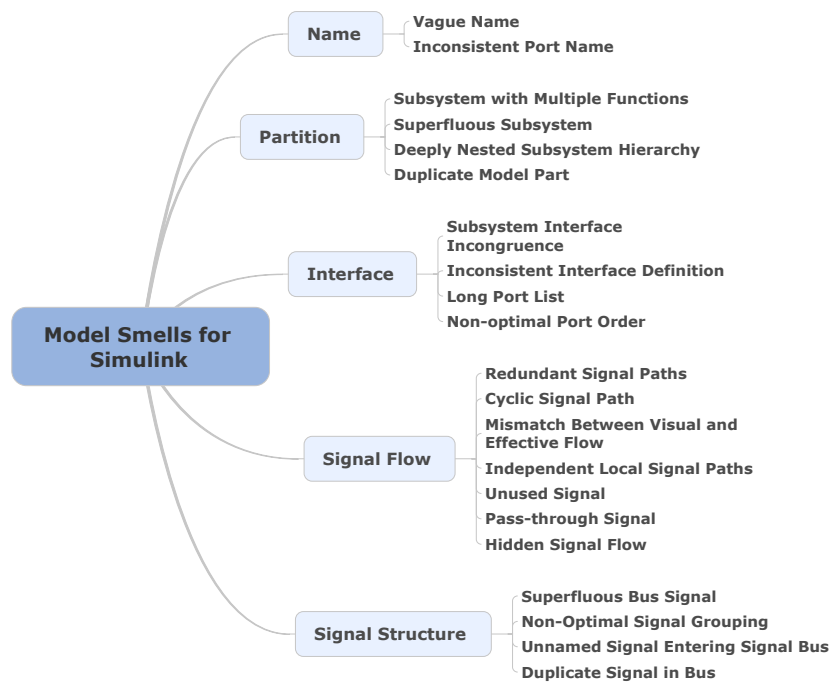 Model Smells for
Simulink
Name
Vague Name
Inconsistent Port Name
Partition
Subsystem with Multiple Functions
Superfluous Subsystem
Deeply Nested Subsystem Hierarchy
Duplicate Model Part
Interface
Subsystem Interface
Incongruence
Inconsistent Interface Definition
Long Port List
Non-optimal Port Order
Signal Flow
Redundant Signal Paths
Cyclic Signal Path
Mismatch Between Visual and
Effective Flow
Independent Local Signal Paths
Unused Signal
Pass-through Signal
Hidden Signal Flow
Signal Structure
Superfluous Bus Signal
Non-Optimal Signal Grouping
Unnamed Signal Entering Signal Bus
Duplicate Signal in Bus